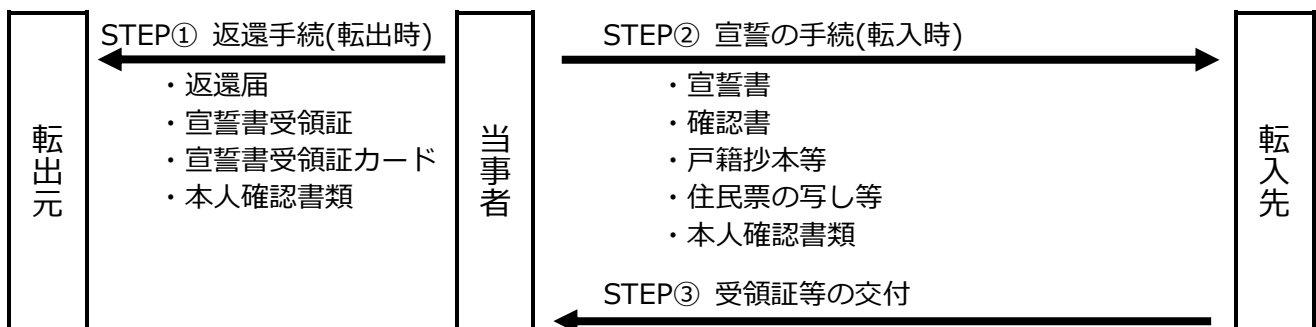 STEP① 返還手続(転出時)
・返還届
・宣誓書受領証
・宣誓書受領証カード
・本人確認書類
STEP② 宣誓の手続(転入時)
・宣誓書
・確認書
・戸籍抄本等
・住民票の写し等
・本人確認書類
STEP③ 受領証等の交付
転出元
当事者
転入先